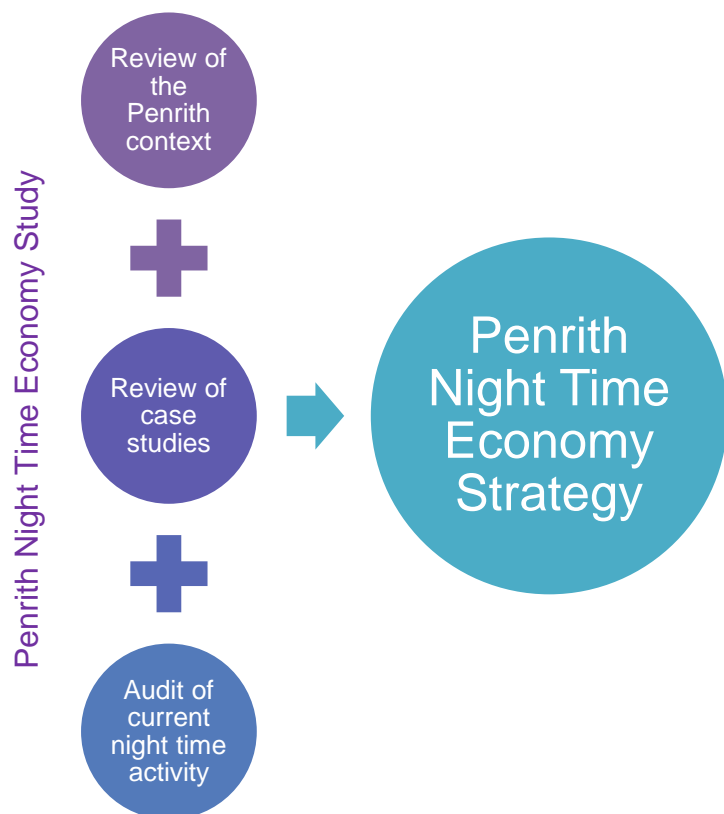 Penrith Night Time Economy Study
Review of
the
Penrith
context
Review of
case
studies
Audit of
current
night time
activity
Penrith
Night Time
Economy
Strategy